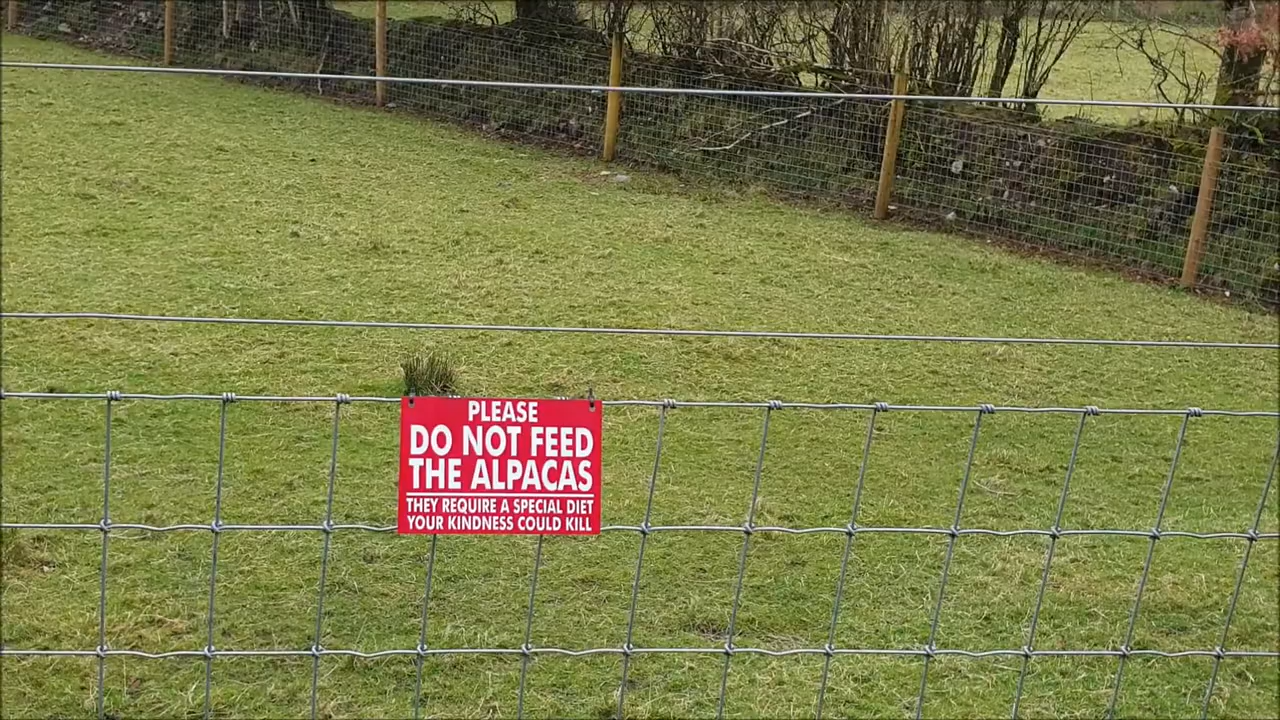 PLEASE
DO NOT FEED
THE ALPACAS
THEY REQUIRE A SPECIAL DIET
YOUR KINDNESS COULD KILL